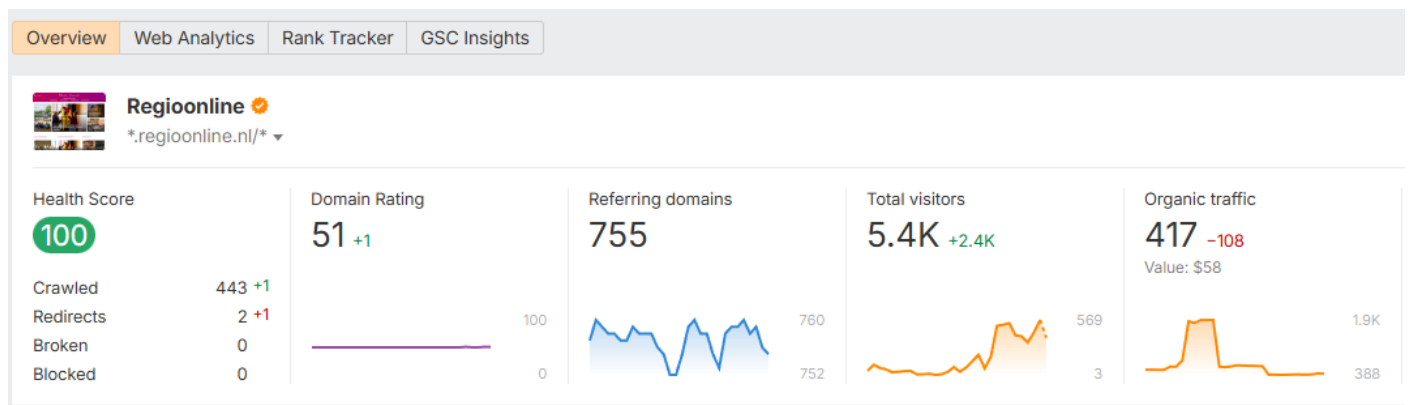 Overview Web Analytics Rank Tracker GSC Insights
Regioonline
*.regioonline.nl/*
Health Score
100
Crawled 443 +1
Redirects 2 +1
Broken 0
Blocked 0
Domain Rating
51 +1
100
0
Referring domains
755
760
752
Total visitors
5.4K +2.4K
569
3
Organic traffic
417 −108
Value: $58
1.9K
388